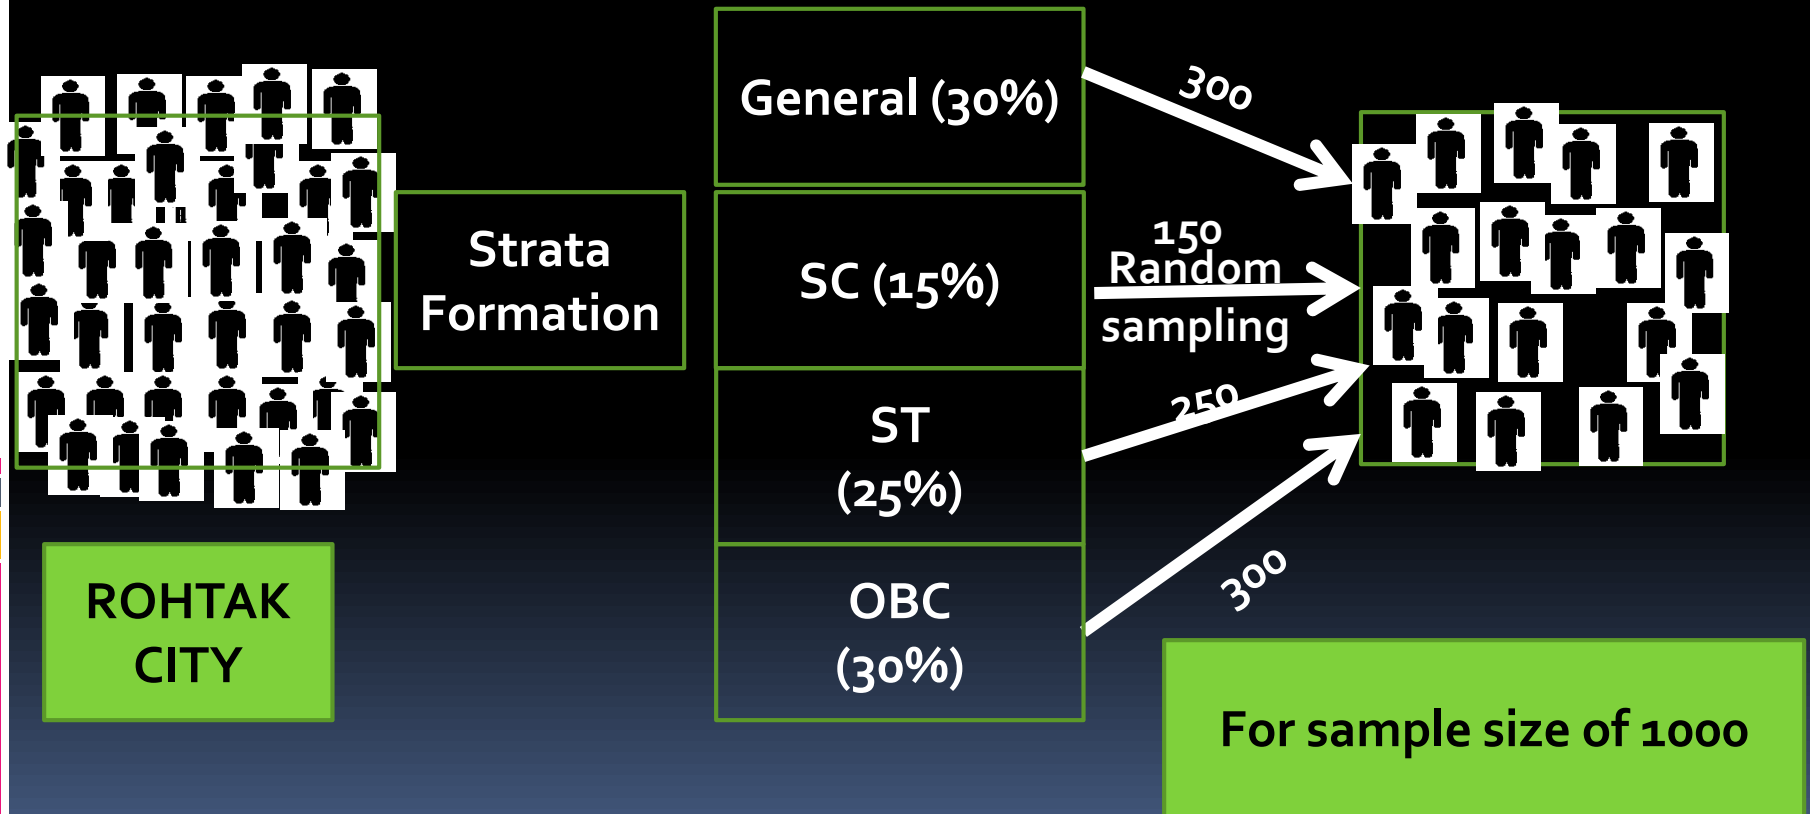 General (30%)
300
Strata
Formation
SC (15%)
150
Random
sampling
ST
(25%)
250
OBC
(30%)
300
ROHTAK
CITY
For sample size of 1000